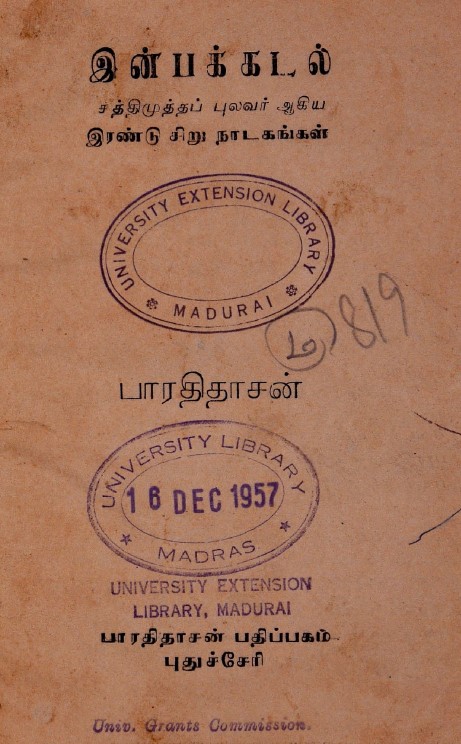 இன்பக்கடல்
சத்திமுத்தப் புலவர் ஆகிய
இரண்டு சிறு நாடகங்கள்
UNIVERSITY EXTENSION LIBRARY
MADURAI
டு 819
பாரதிதாசன்
UNIVERSITY LIBRARY
16 DEC 1957
MADRAS
UNIVERSITY EXTENSION
LIBRARY, MADURAI
பாரதிதாசன் பதிப்பகம்
புதுச்சேரி
Univ. Grants Commission.